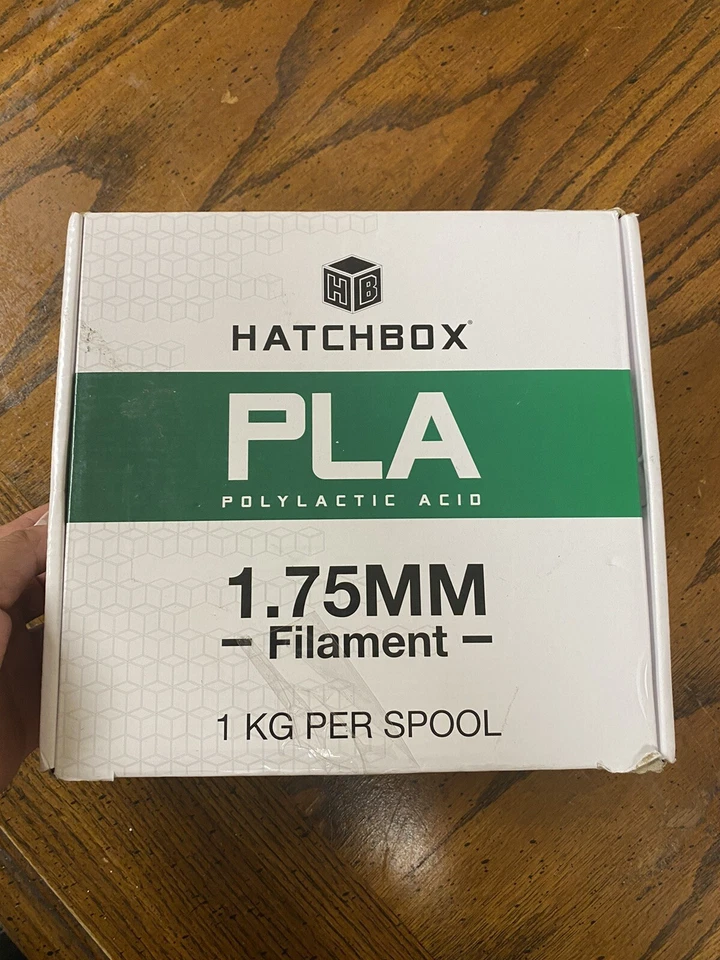 HB
HATCHBOX®
PLA
POLYLACTIC ACID
1.75MM
– Filament –
1 KG PER SPOOL